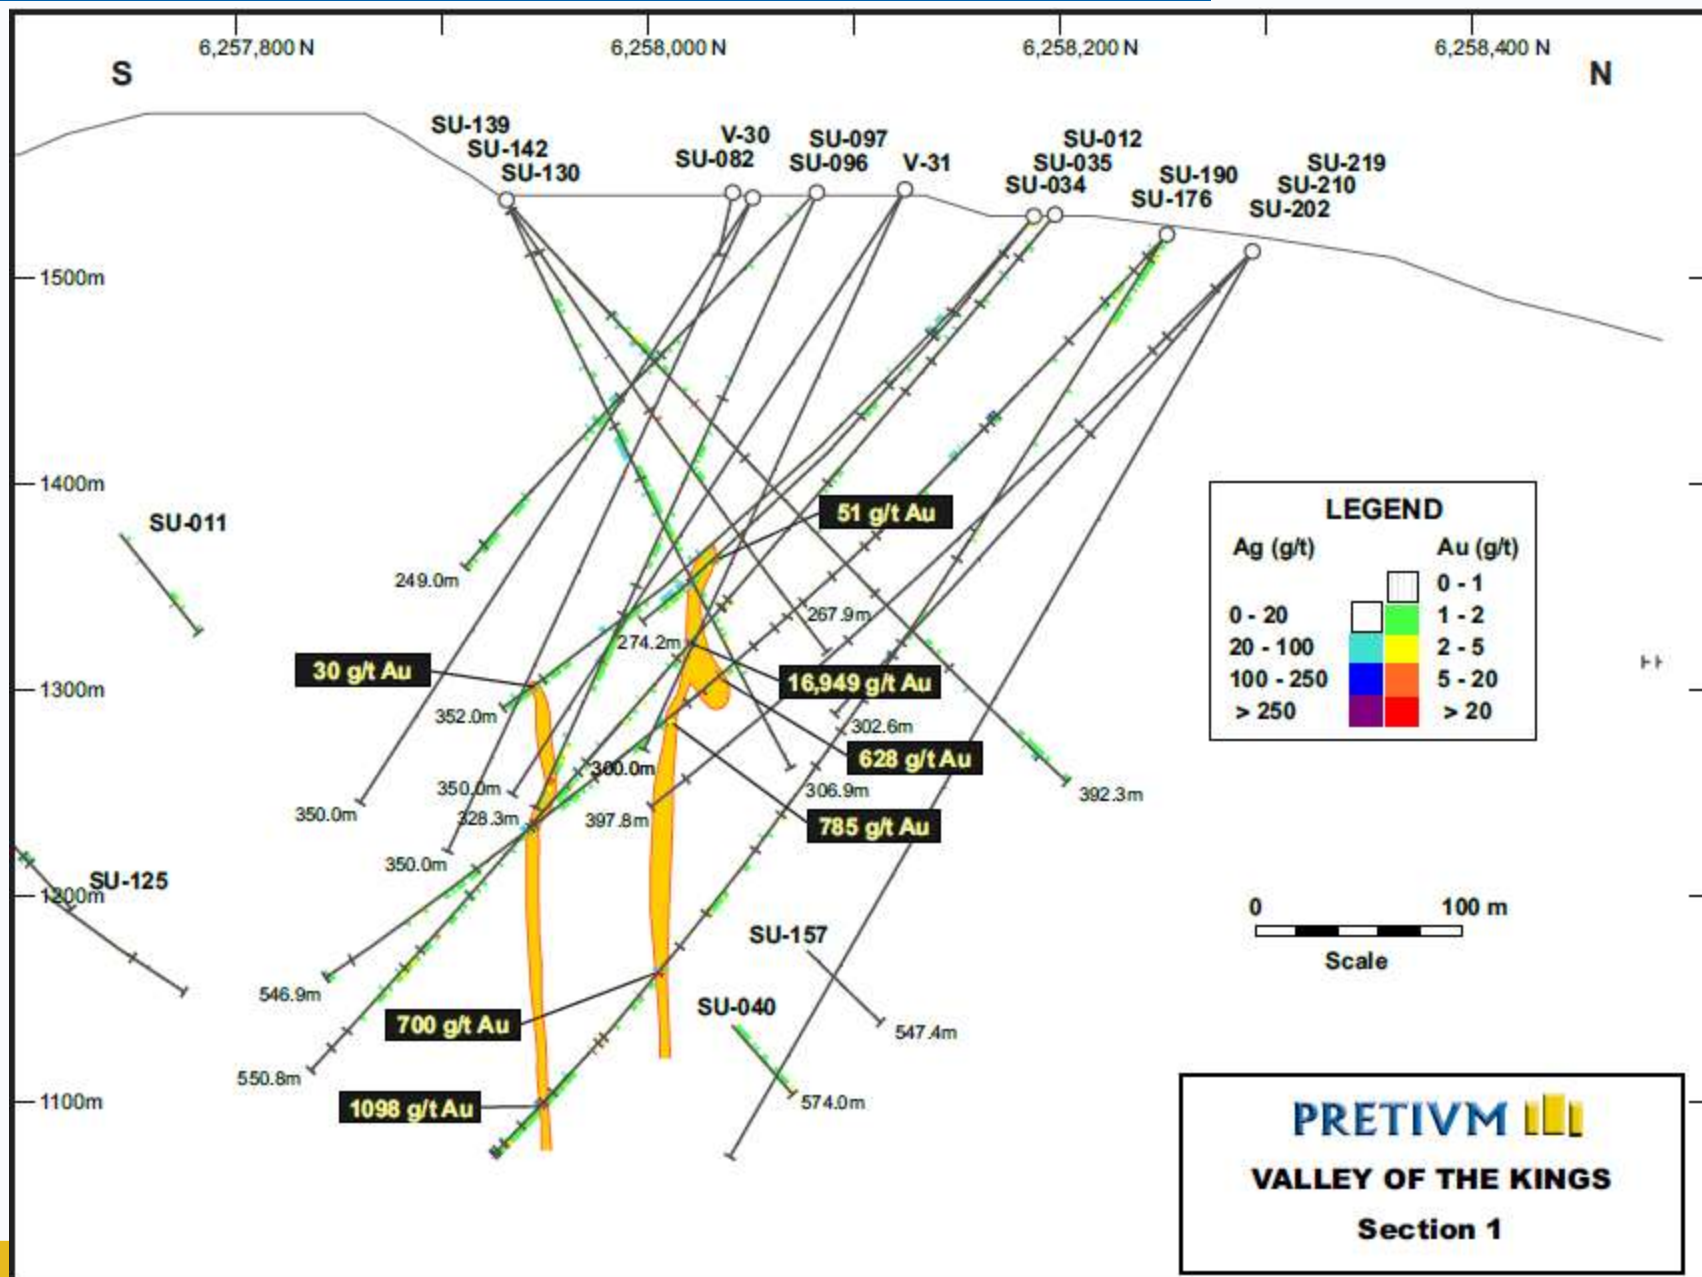 6,257,800 N
6,258,000 N
6,258,200 N
6,258,400 N
S
N
SU-139
SU-142
SU-130
V-30
SU-082
SU-097
SU-096
V-31
SU-012
SU-035
SU-034
SU-190
SU-176
SU-219
SU-210
SU-202
1500m
1400m
SU-011
249.0m
51 g/t Au
LEGEND
Ag (g/t)
Au (g/t)
0 - 1
0 - 20
1 - 2
20 - 100
2 - 5
100 - 250
5 - 20
> 250
> 20
267.9m
274.2m
30 g/t Au
16,949 g/t Au
1300m
352.0m
302.6m
628 g/t Au
300.0m
350.0m
306.9m
392.3m
350.0m
328.3m
397.8m
785 g/t Au
350.0m
SU-125
1200m
0
100 m
Scale
SU-157
546.9m
SU-040
700 g/t Au
547.4m
550.8m
1100m
1098 g/t Au
574.0m
PRETIVM
VALLEY OF THE KINGS
Section 1